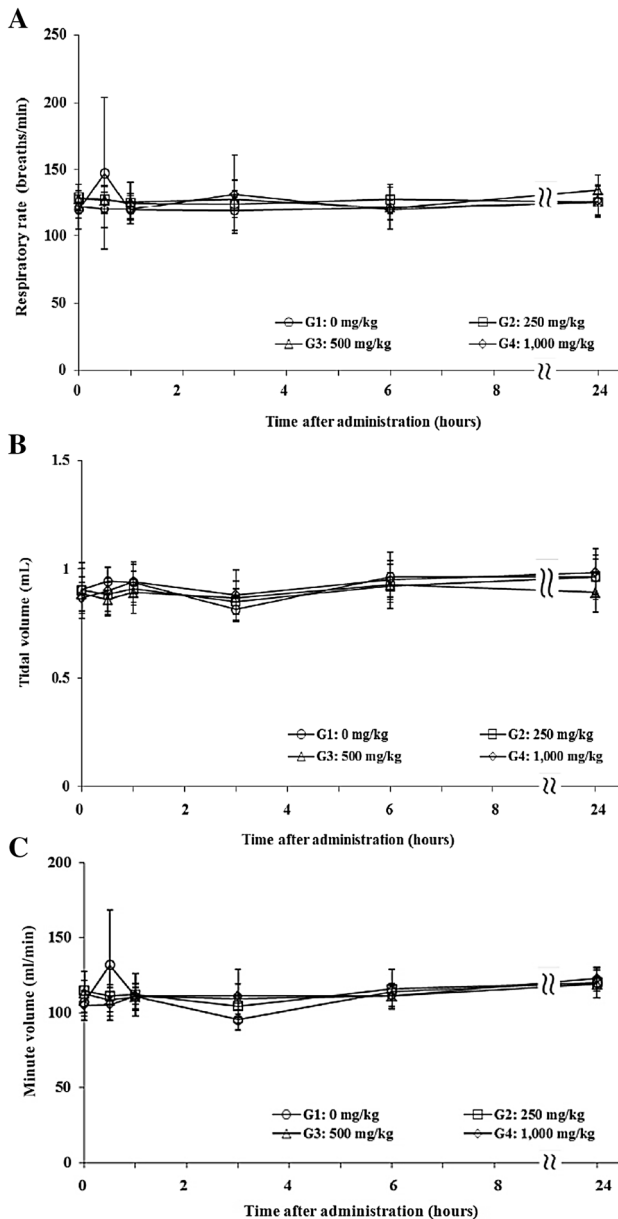 A
Respiratory rate (breaths/min)
250
200
150
100
50
0
0 2 4 6 8 24
G1: 0 mg/kg G2: 250 mg/kg
G3: 500 mg/kg G4: 1,000 mg/kg
Time after administration (hours)
B
Tidal volume (mL)
1.5
1
0.5
0
0 2 4 6 8 24
G1: 0 mg/kg G2: 250 mg/kg
G3: 500 mg/kg G4: 1,000 mg/kg
Time after administration (hours)
C
Minute volume (ml/min)
200
150
100
50
0
0 2 4 6 8 24
G1: 0 mg/kg G2: 250 mg/kg
G3: 500 mg/kg G4: 1,000 mg/kg
Time after administration (hours)